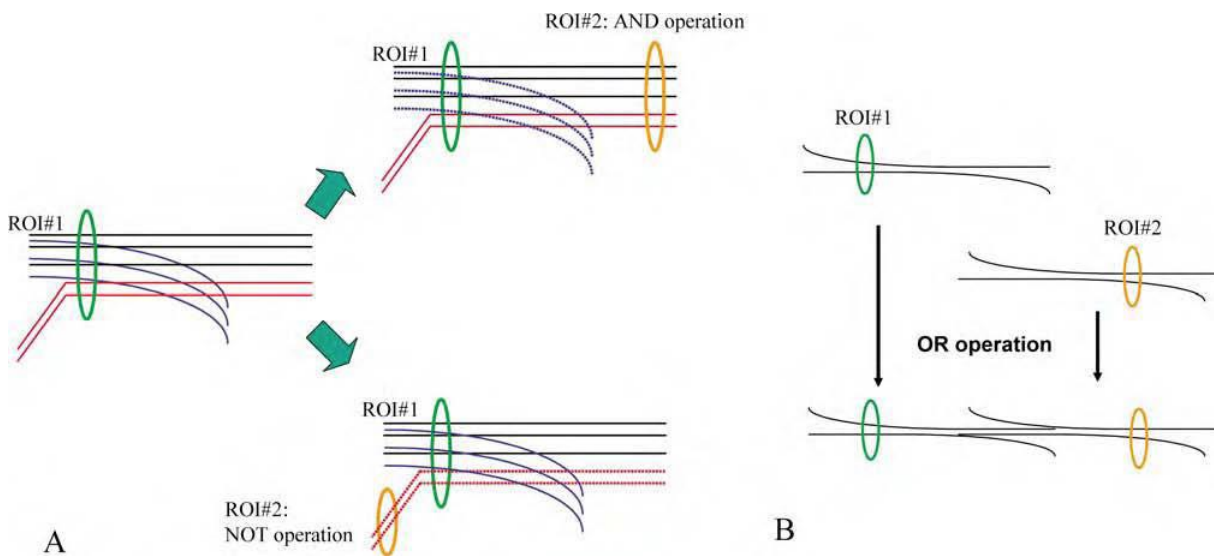 ROI#2: AND operation
ROI#1
ROI#1
ROI#1
ROI#2:
NOT operation
A
ROI#1
ROI#2
OR operation
B